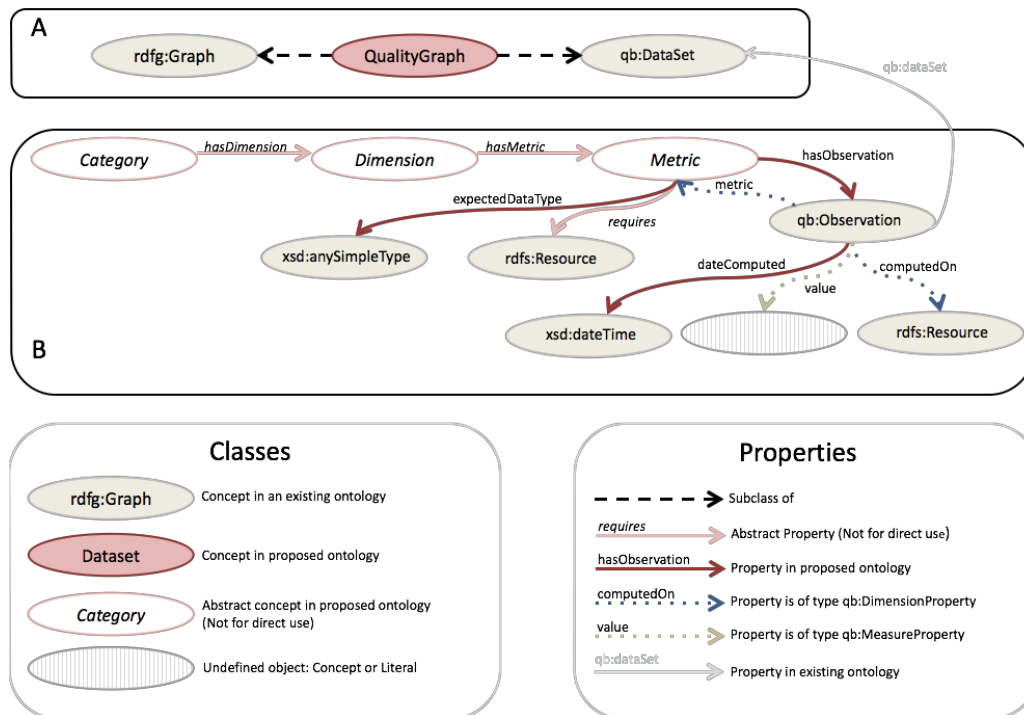 A
rdfg:Graph
QualityGraph
qb:DataSet
qb:dataSet
Category
hasDimension
Dimension
hasMetric
Metric
hasObservation
metric
expectedDataType
requires
qb:Observation
xsd:anySimpleType
rdfs:Resource
dateComputed
computedOn
value
xsd:dateTime
rdfs:Resource
B
Classes
rdfg:Graph
Concept in an existing ontology
Dataset
Concept in proposed ontology
Category
Abstract concept in proposed ontology
(Not for direct use)
Undefined object: Concept or Literal
Properties
Subclass of
requires
Abstract Property (Not for direct use)
hasObservation
Property in proposed ontology
computedOn
Property is of type qb:DimensionProperty
value
Property is of type qb:MeasureProperty
qb:dataSet
Property in existing ontology